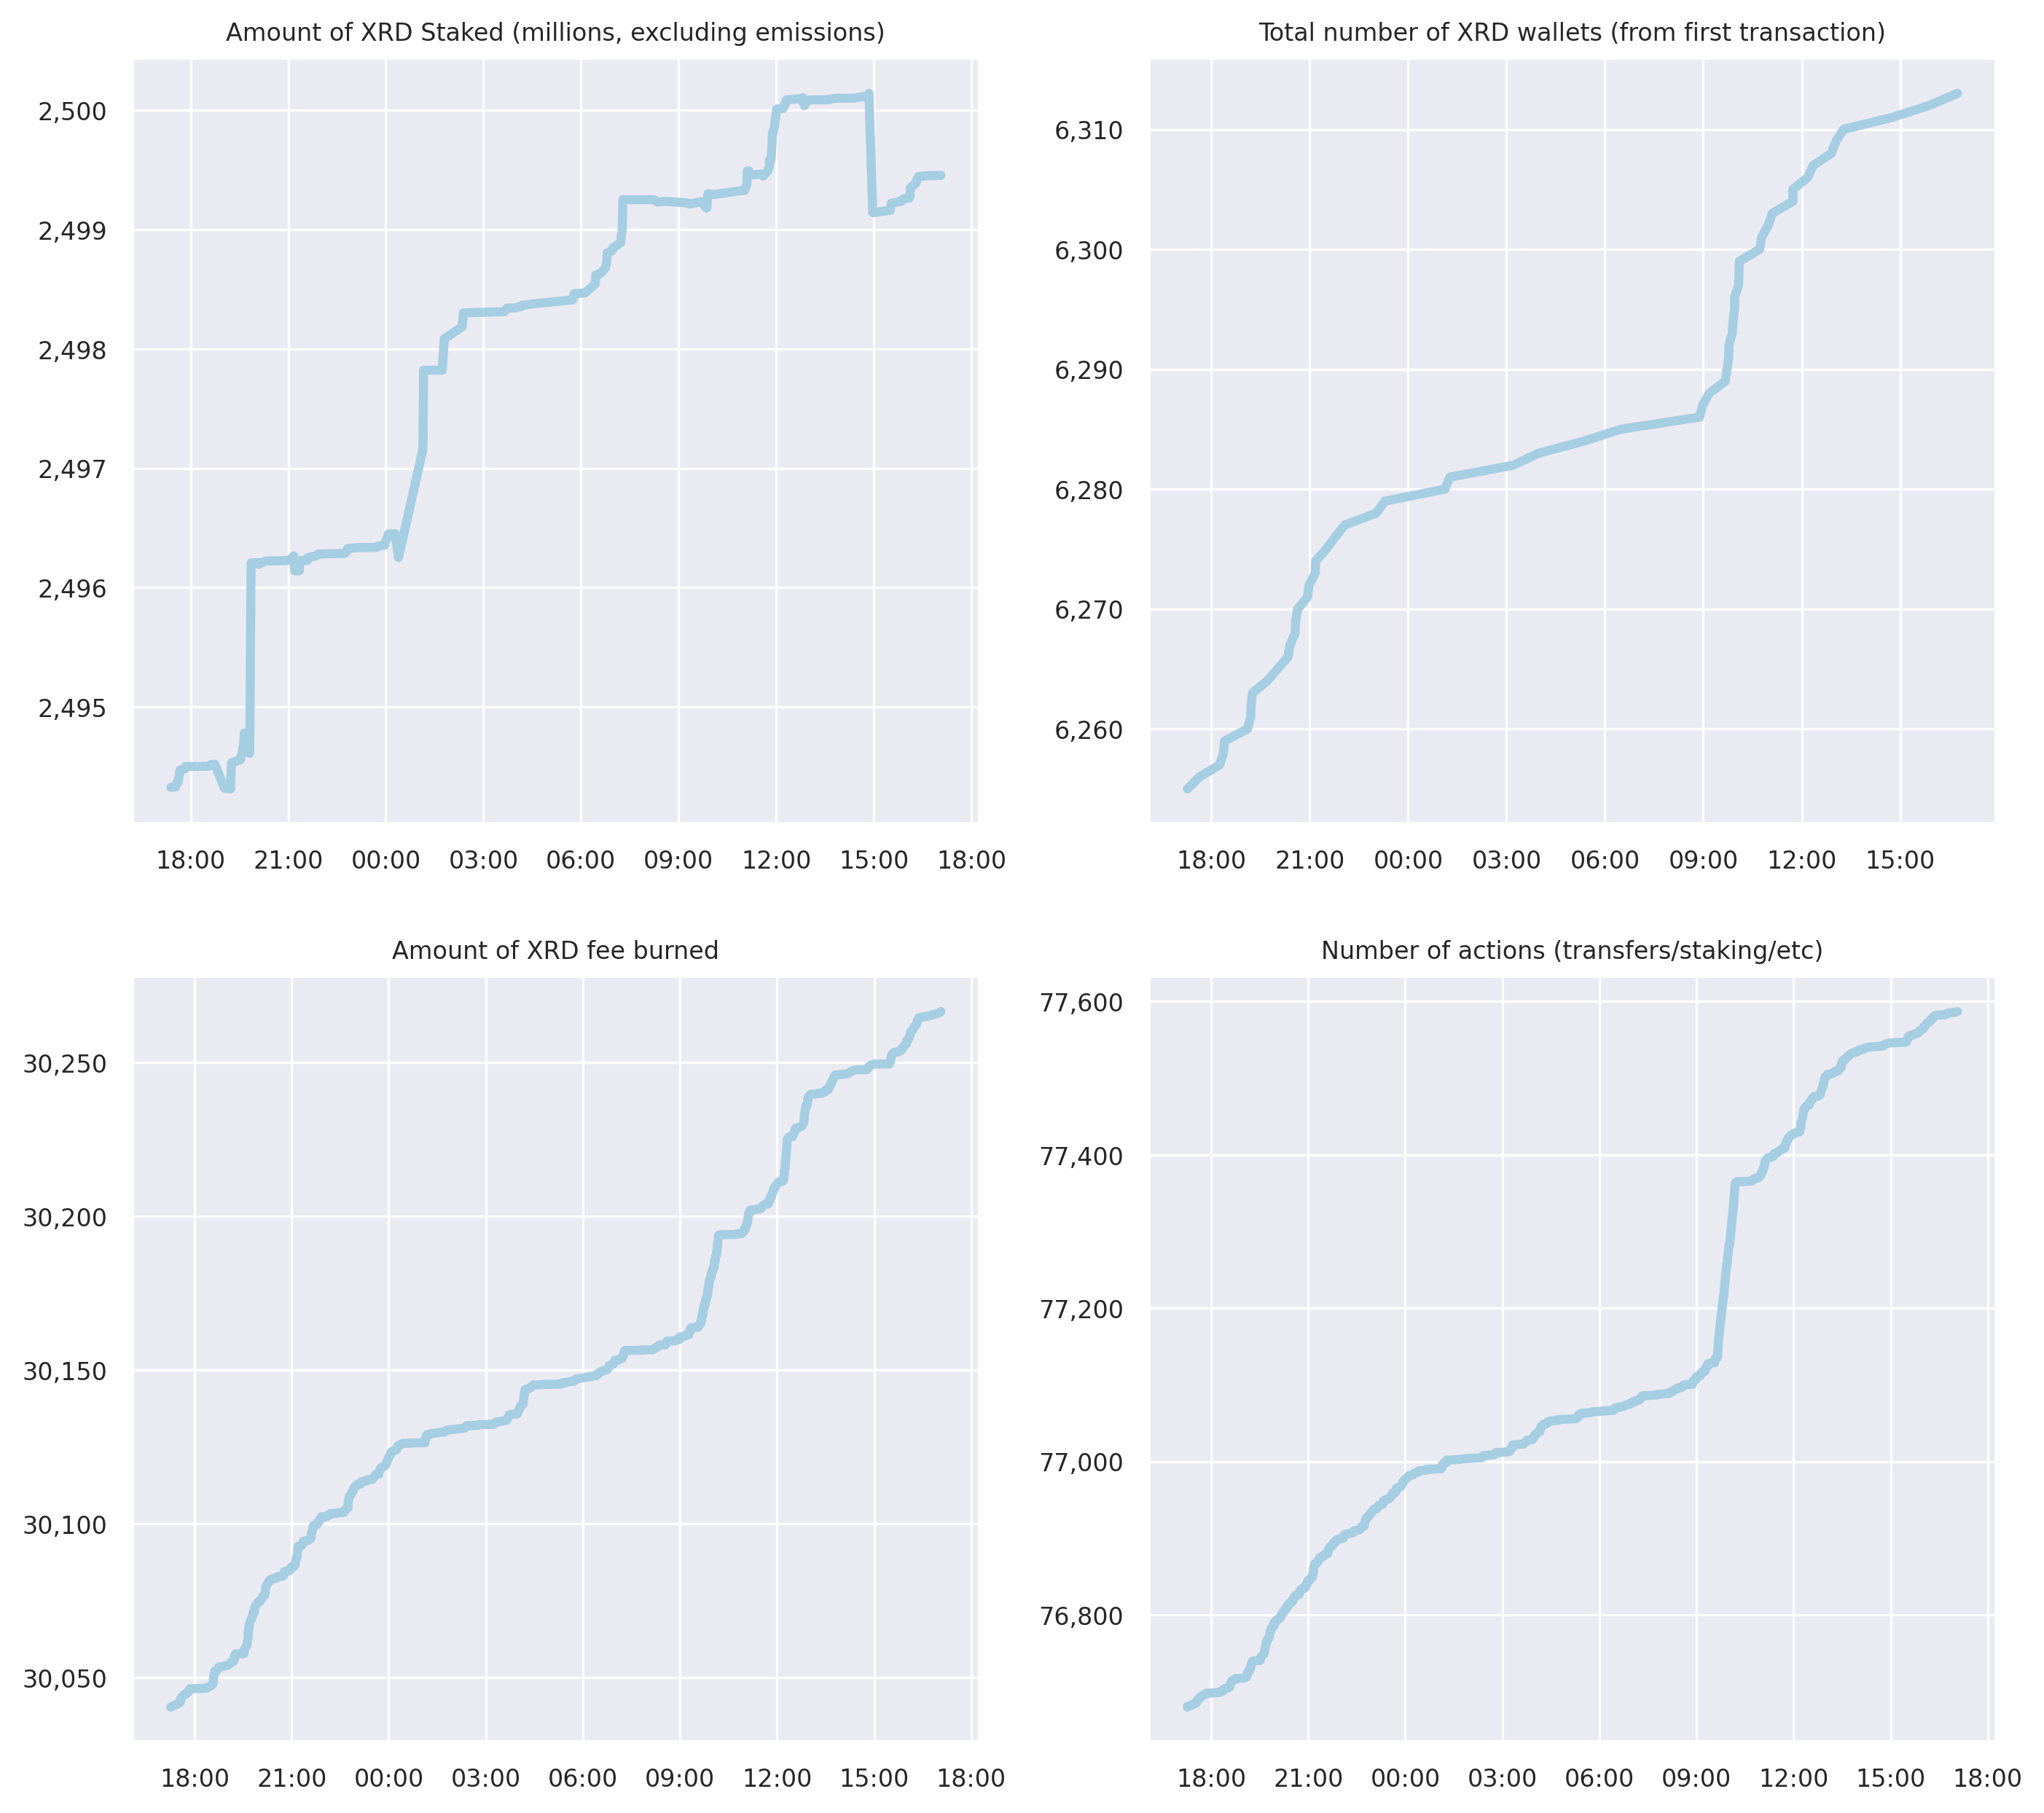 Amount of XRD Staked (millions, excluding emissions)
2,500
2,499
2,498
2,497
2,496
2,495
18:00 21:00 00:00 03:00 06:00 09:00 12:00 15:00 18:00
Total number of XRD wallets (from first transaction)
6,310
6,300
6,290
6,280
6,270
6,260
18:00 21:00 00:00 03:00 06:00 09:00 12:00 15:00
Amount of XRD fee burned
30,250
30,200
30,150
30,100
30,050
18:00 21:00 00:00 03:00 06:00 09:00 12:00 15:00 18:00
Number of actions (transfers/staking/etc)
77,600
77,400
77,200
77,000
76,800
18:00 21:00 00:00 03:00 06:00 09:00 12:00 15:00 18:00